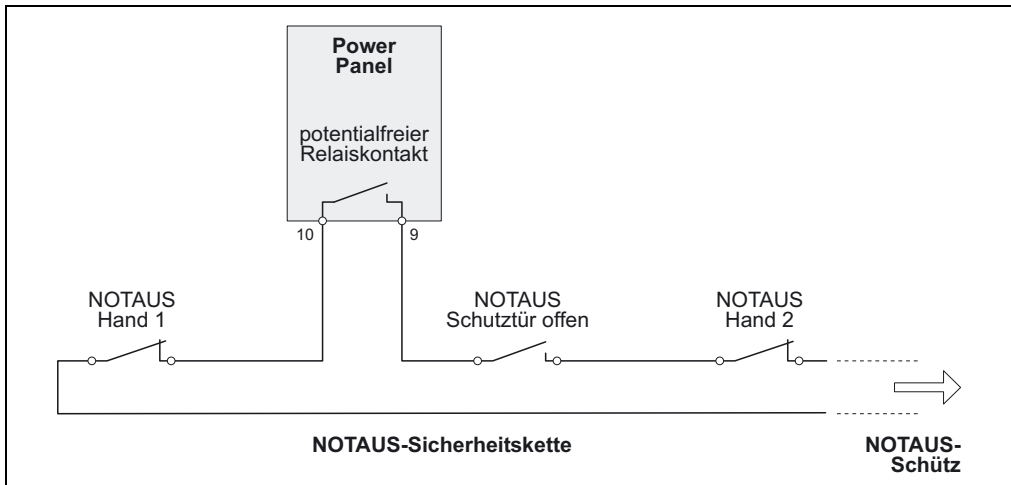 Power
Panel
potentialfreier
Relaiskontakt
10
9
NOTAUS
Hand 1
NOTAUS
Schutztür offen
NOTAUS
Hand 2
NOTAUS-Sicherheitskette
NOTAUS-
Schütz